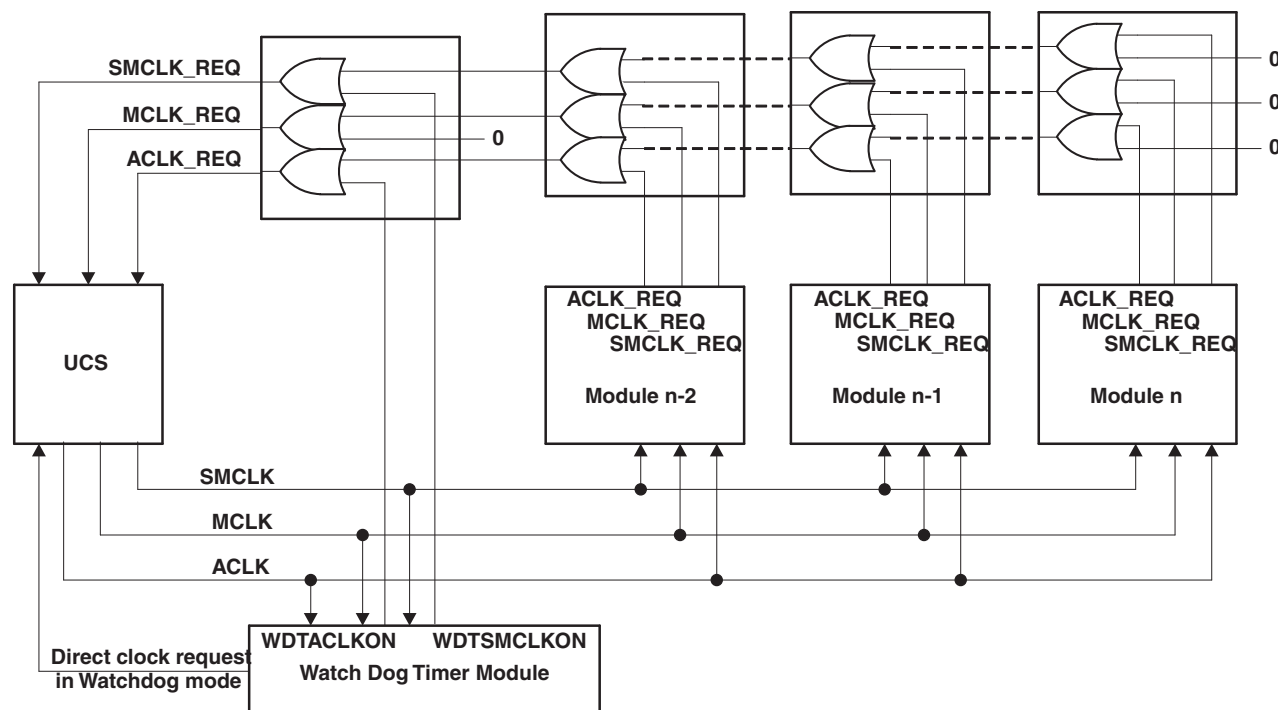 SMCLK_REQ
MCLK_REQ
ACLK_REQ
0
0
0
0
UCS
ACLK_REQ
MCLK_REQ
SMCLK_REQ
Module n-2
ACLK_REQ
MCLK_REQ
SMCLK_REQ
Module n-1
ACLK_REQ
MCLK_REQ
SMCLK_REQ
Module n
SMCLK
MCLK
ACLK
WDTACLKON
WDTSMCLKON
Watch Dog Timer Module
Direct clock request
in Watchdog mode